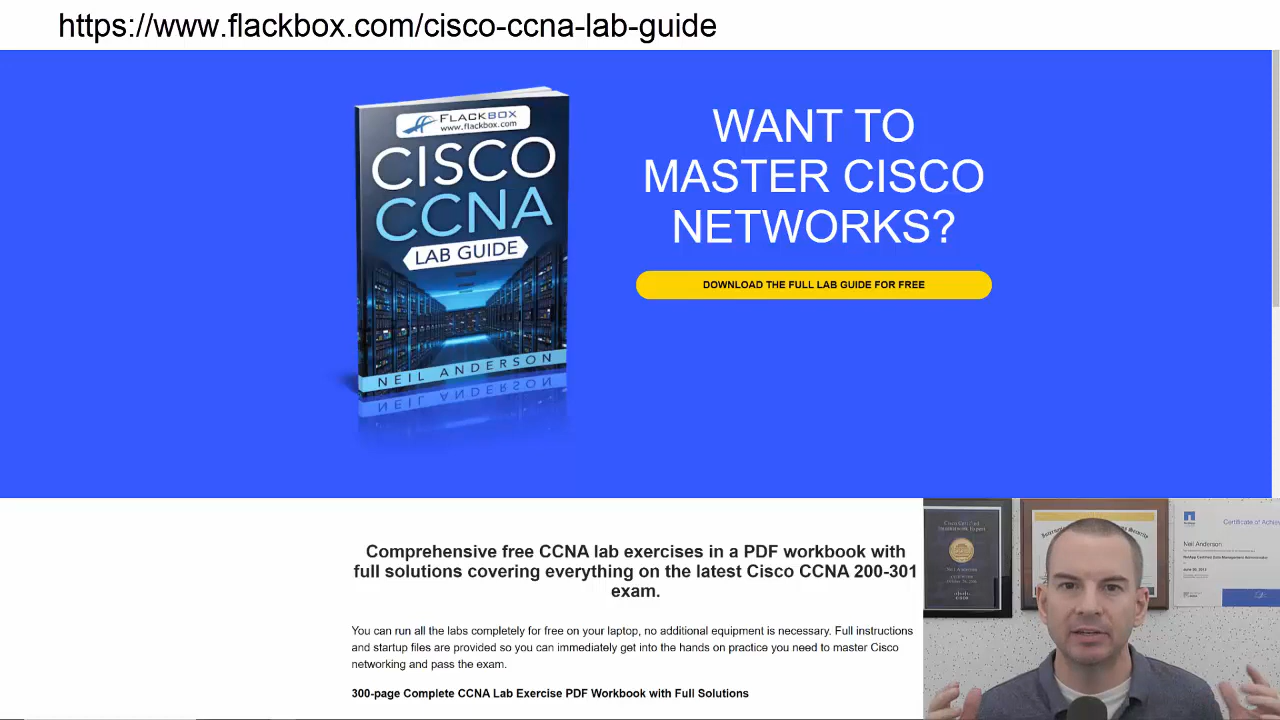 https://www.flackbox.com/cisco-ccna-lab-guide
FLACKBOX
www.flackbox.com
CISCO
CCNA
LAB GUIDE
NEIL ANDERSON
WANT TO
MASTER CISCO
NETWORKS?
DOWNLOAD THE FULL LAB GUIDE FOR FREE
Comprehensive free CCNA lab exercises in a PDF workbook with
full solutions covering everything on the latest Cisco CCNA 200-301
exam.
You can run all the labs completely for free on your laptop, no additional equipment is necessary. Full instructions
and startup files are provided so you can immediately get into the hands on practice you need to master Cisco
networking and pass the exam.
300-page Complete CCNA Lab Exercise PDF Workbook with Full Solutions
Certificate of Achie
Neil Anderson